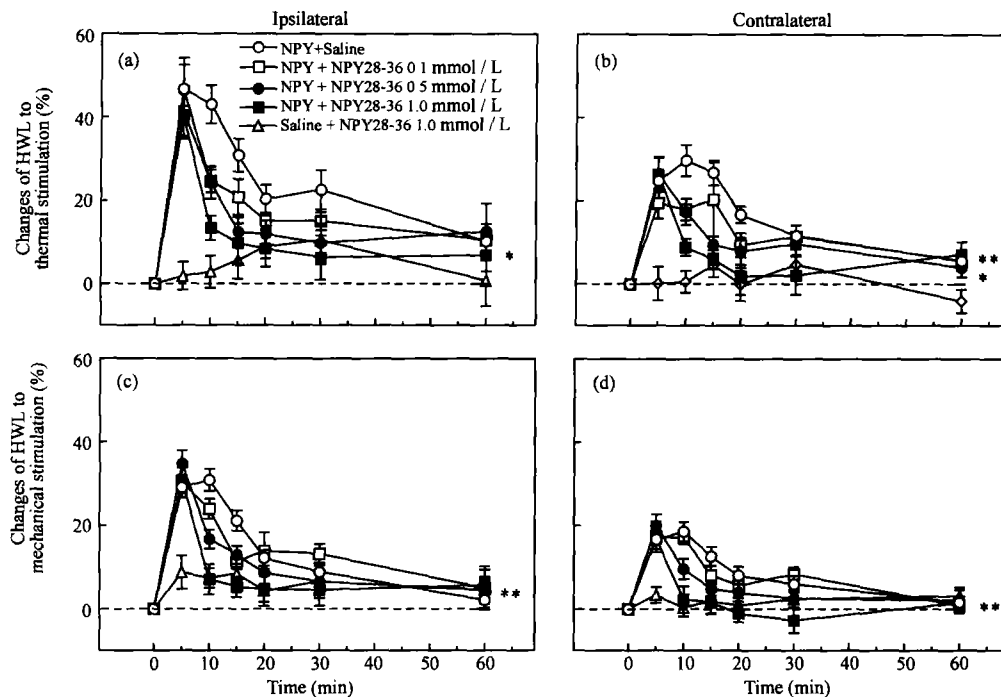 Ipsilateral
Contralateral
Changes of HWL to
thermal stimulation (%)
60
40
20
0
(a)
NPY+Saline
NPY + NPY28-36 0 1 mmol / L
NPY + NPY28-36 0 5 mmol / L
NPY + NPY28-36 1.0 mmol / L
Saline + NPY28-36 1.0 mmol / L
*
(b)
**
*
Changes of HWL to
mechanical stimulation (%)
60
40
20
0
(c)
**
(d)
**
0 10 20 30 40 50 60
Time (min)
0 10 20 30 40 50 60
Time (min)